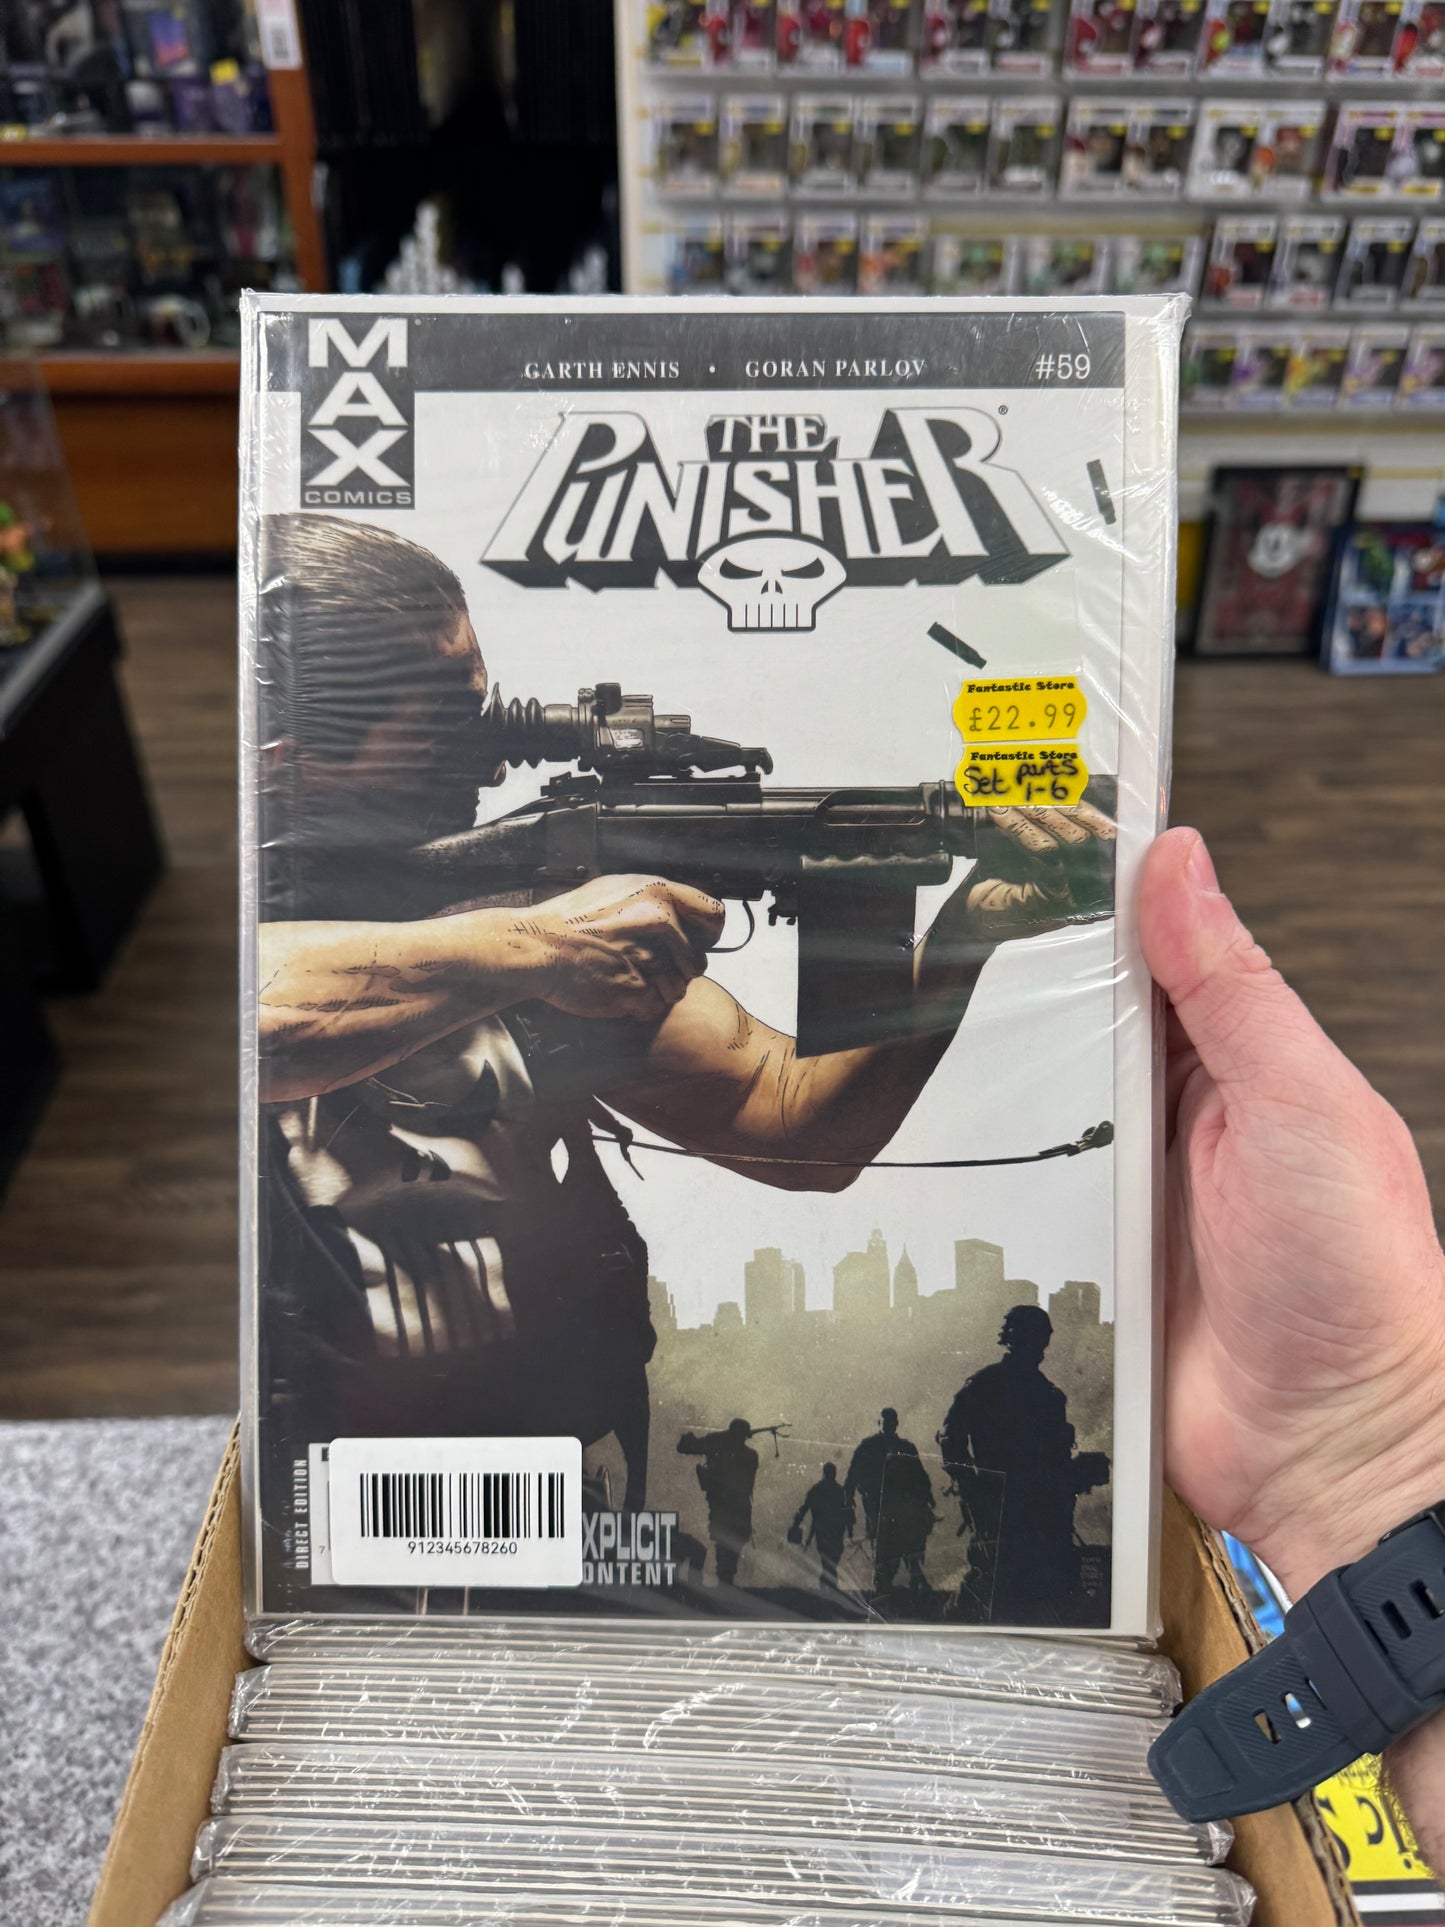 MAX
COMICS
GARTH ENNIS • GORAN PARLOV
#59
THE
PUNISHER®
Fantastic Store
£22.99
Fantastic Store
Set parts
1-6
DIRECT EDITION
7
912345678260
XPLICIT
ONTENT